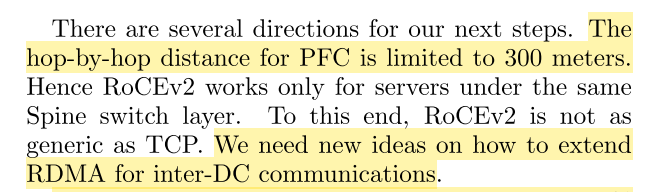 There are several directions for our next steps. The
hop-by-hop distance for PFC is limited to 300 meters.
Hence RoCEv2 works only for servers under the same
Spine switch layer. To this end, RoCEv2 is not as
generic as TCP. We need new ideas on how to extend
RDMA for inter-DC communications.